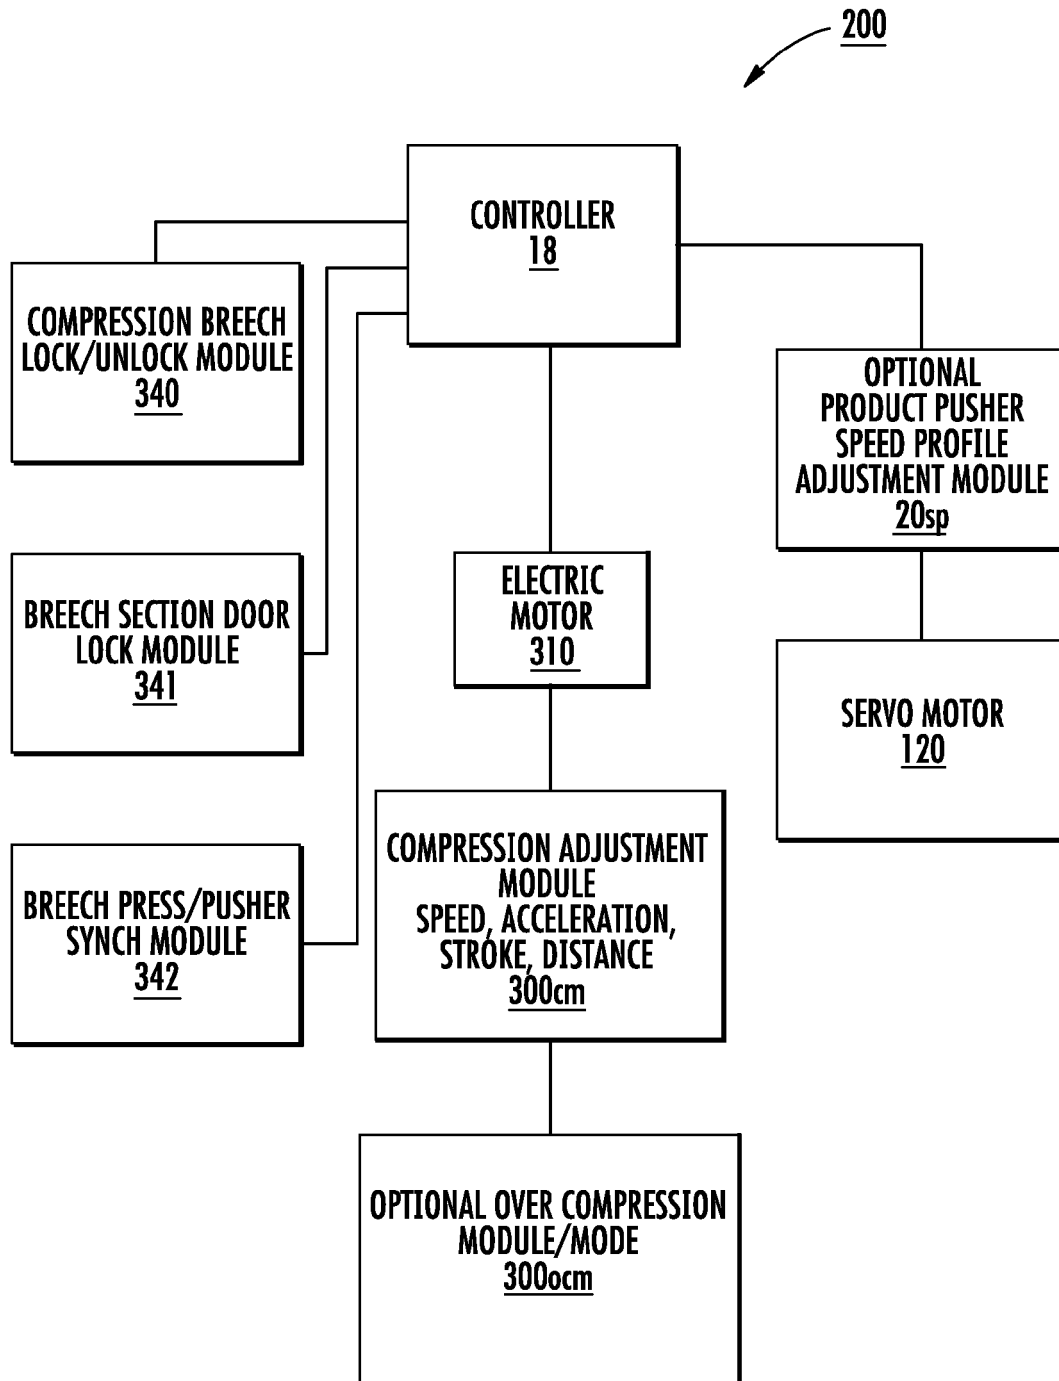 200
CONTROLLER
18
COMPRESSION BREECH
LOCK/UNLOCK MODULE
340
OPTIONAL
PRODUCT PUSHER
SPEED PROFILE
ADJUSTMENT MODULE
20sp
BREECH SECTION DOOR
LOCK MODULE
341
ELECTRIC
MOTOR
310
SERVO MOTOR
120
BREECH PRESS/PUSHER
SYNCH MODULE
342
COMPRESSION ADJUSTMENT
MODULE
SPEED, ACCELERATION,
STROKE, DISTANCE
300cm
OPTIONAL OVER COMPRESSION
MODULE/MODE
300ocm